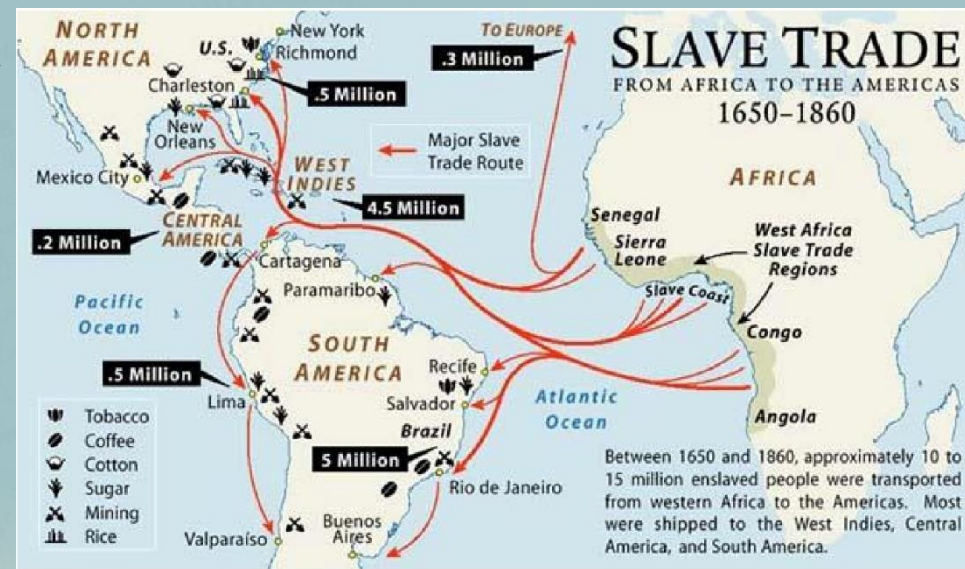 SLAVE TRADE
FROM AFRICA TO THE AMERICAS
1650–1860
NORTH
AMERICA
New York
U.S.
Richmond
TO EUROPE
.3 Million
Charleston
.5 Million
New
Orleans
Major Slave
Trade Route
Mexico City
WEST
INDIES
4.5 Million
AFRICA
Senegal
Sierra
Leone
West Africa
Slave Trade
Regions
CENTRAL
AMERICA
.2 Million
Cartagena
Paramaribo
Slave Coast
Pacific
Ocean
Congo
SOUTH
AMERICA
.5 Million
Recife
Lima
Salvador
Atlantic
Ocean
Angola
Brazil
5 Million
Rio de Janeiro
Tobacco
Coffee
Cotton
Sugar
Mining
Rice
Valparaíso
Buenos
Aires
Between 1650 and 1860, approximately 10 to
15 million enslaved people were transported
from western Africa to the Americas. Most
were shipped to the West Indies, Central
America, and South America.